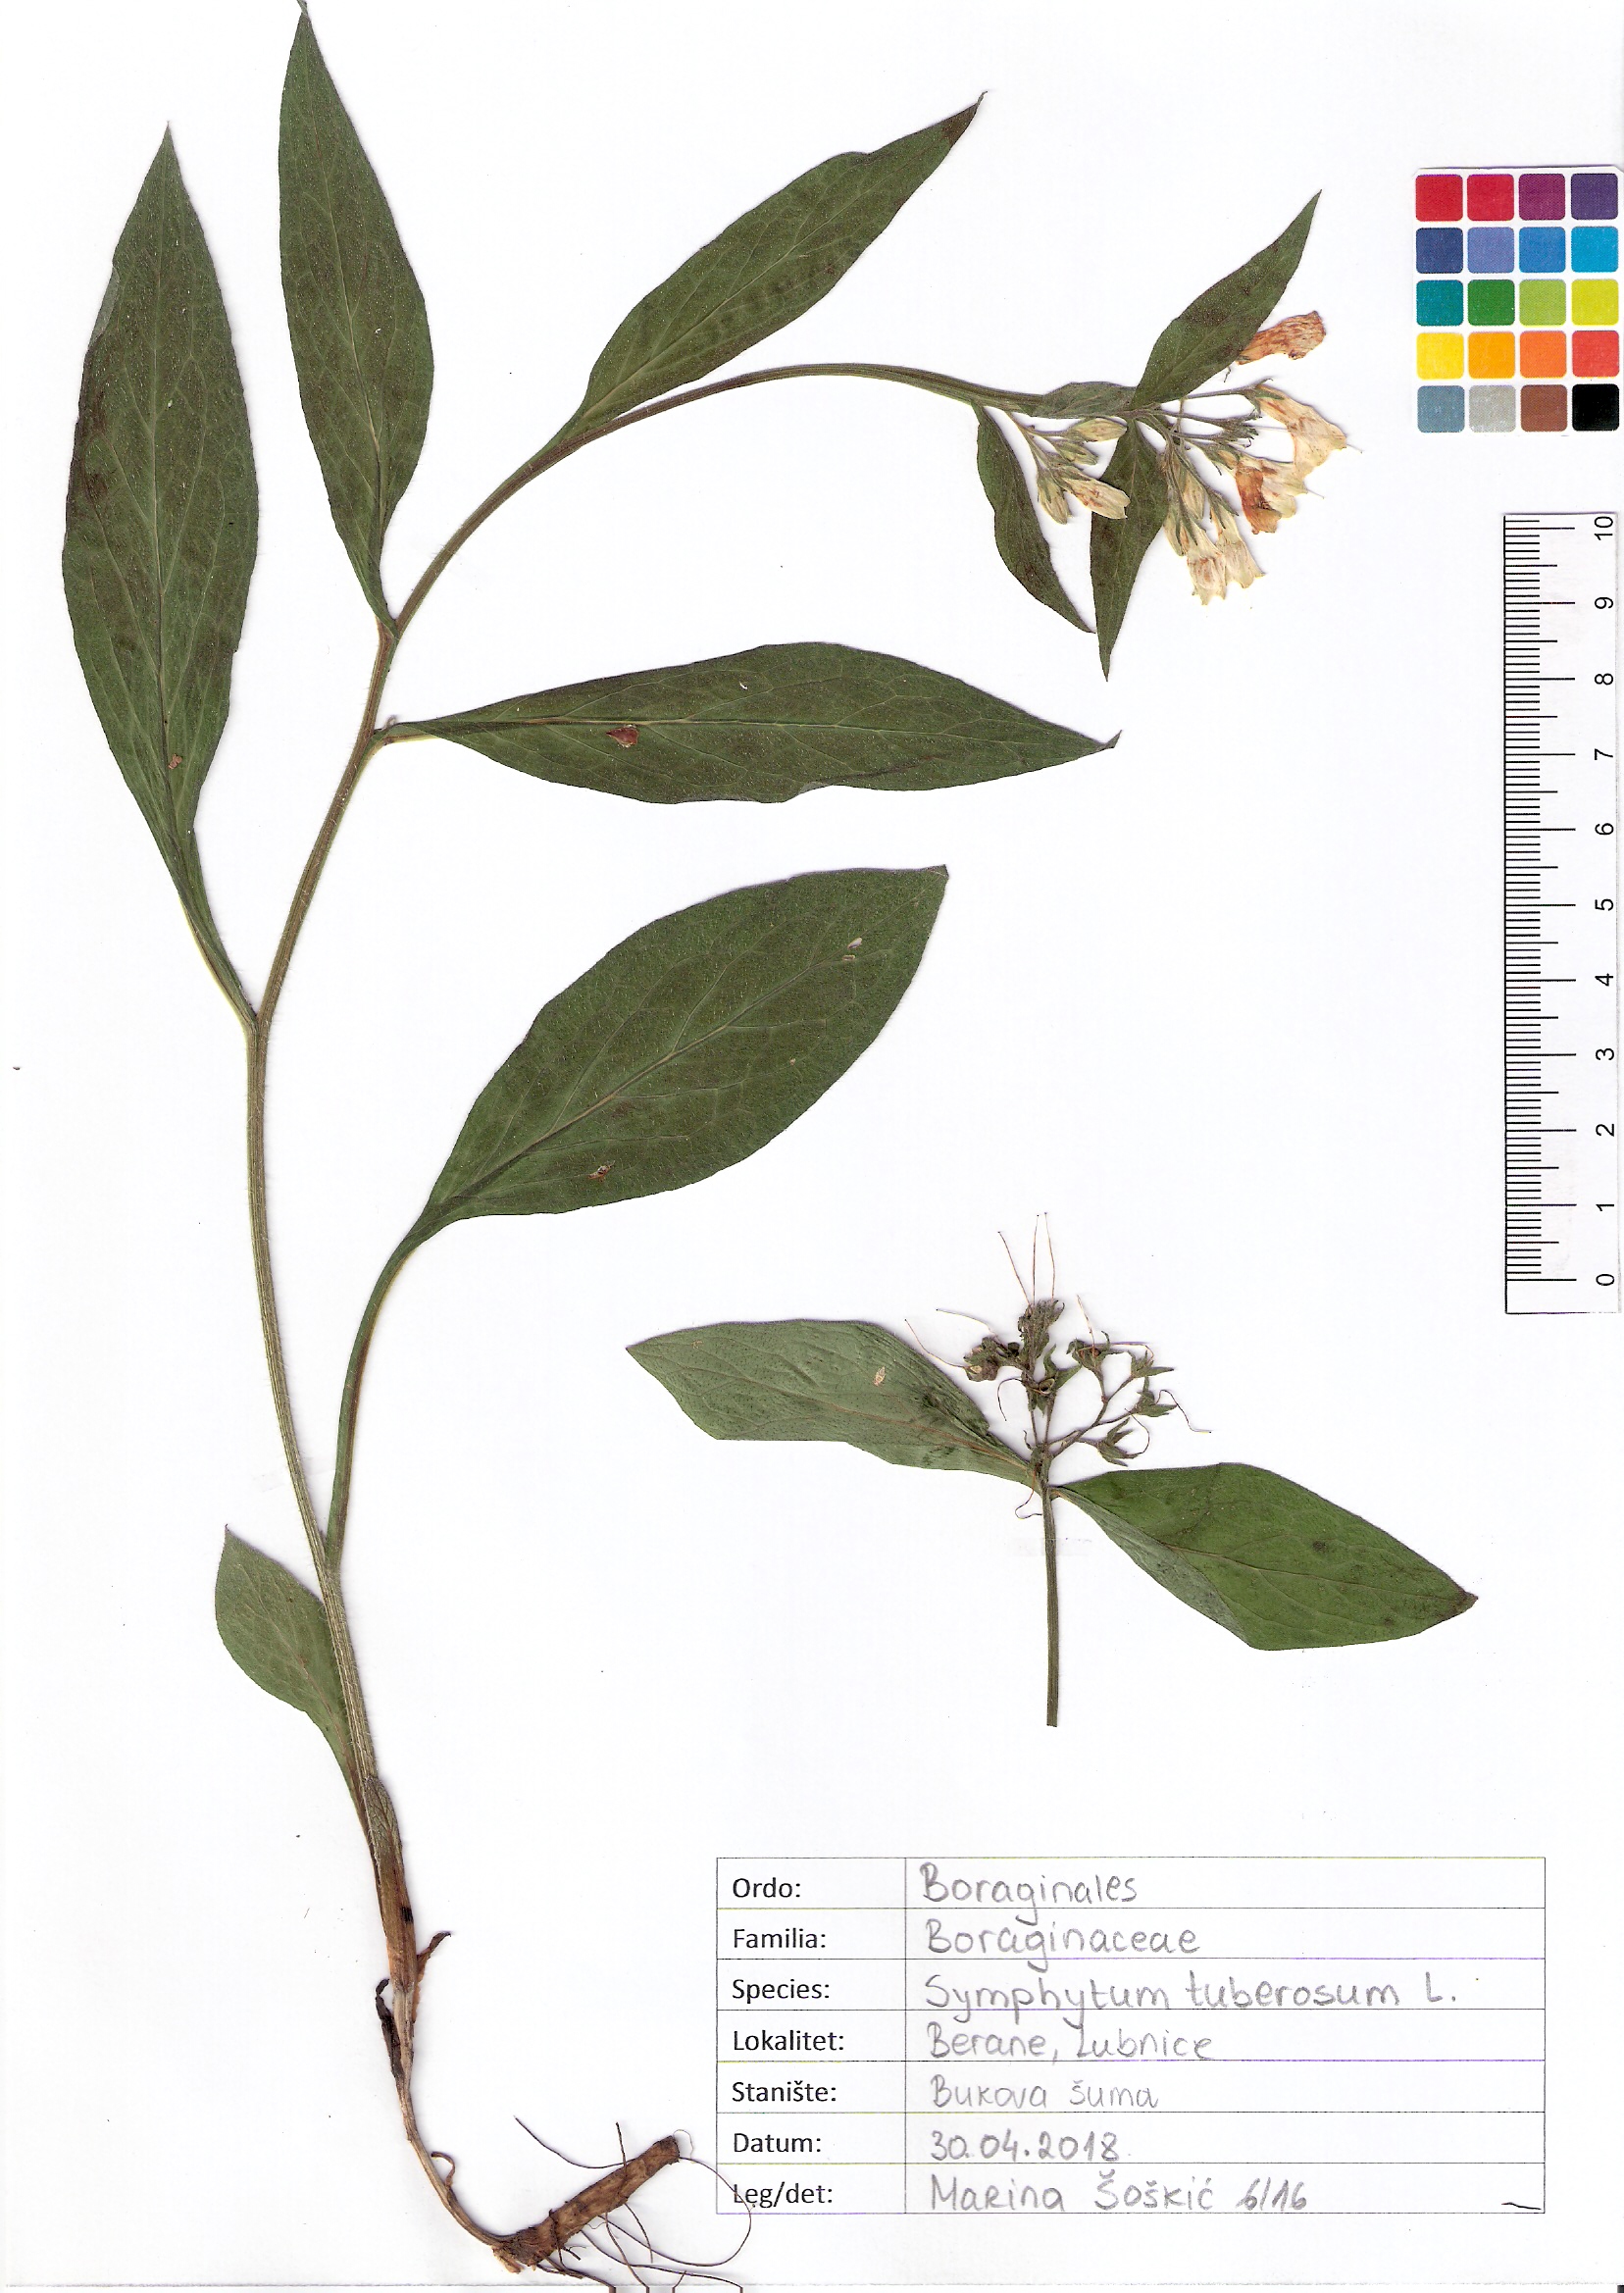 10
9
8
7
6
5
4
3
2
1
0
Ordo: Boraginales
Familia: Boraginaceae
Species: Symphytum tuberosum L.
Lokalitet: Berane, Lubnice
Stanište: Bukova šuma
Datum: 30.04.2018.
Leg/det: Marina Šoškić 6/16